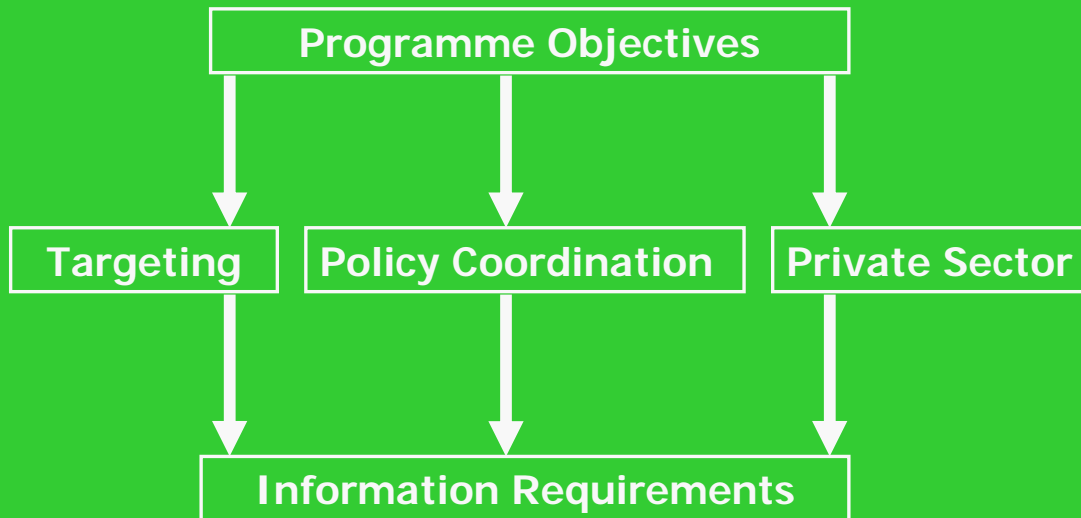 Programme Objectives
Targeting
Policy Coordination
Private Sector
Information Requirements